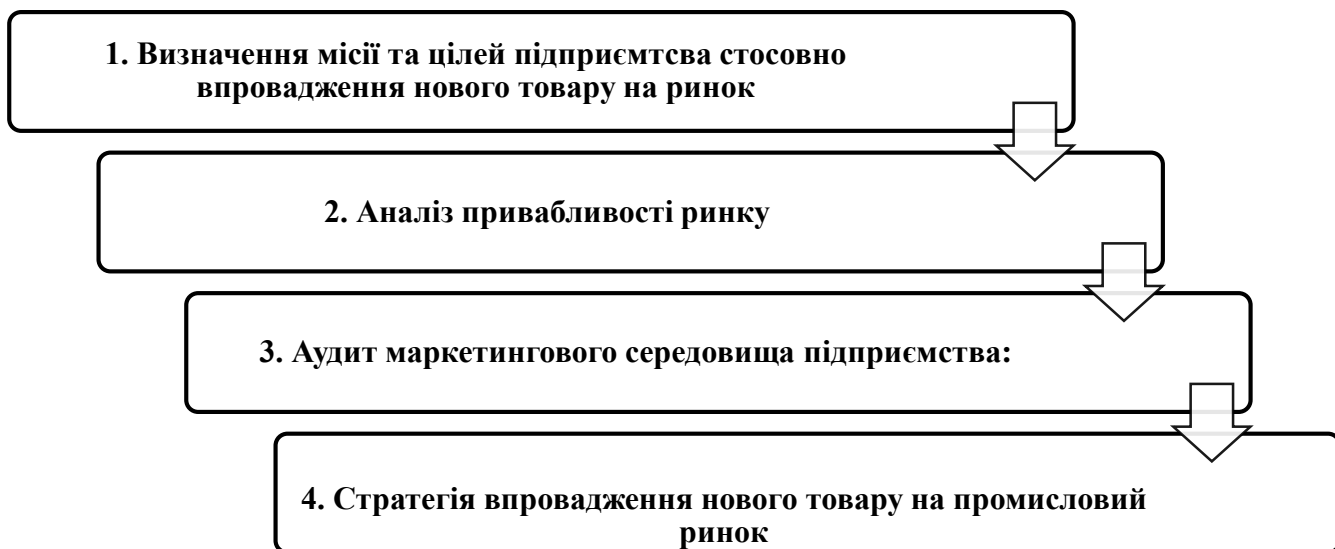 1. Визначення місії та цілей підприємтсва стосовно
впровадження нового товару на ринок
2. Аналіз привабливості ринку
3. Аудит маркетингового середовища підприємства:
4. Стратегія впровадження нового товару на промисловий
ринок